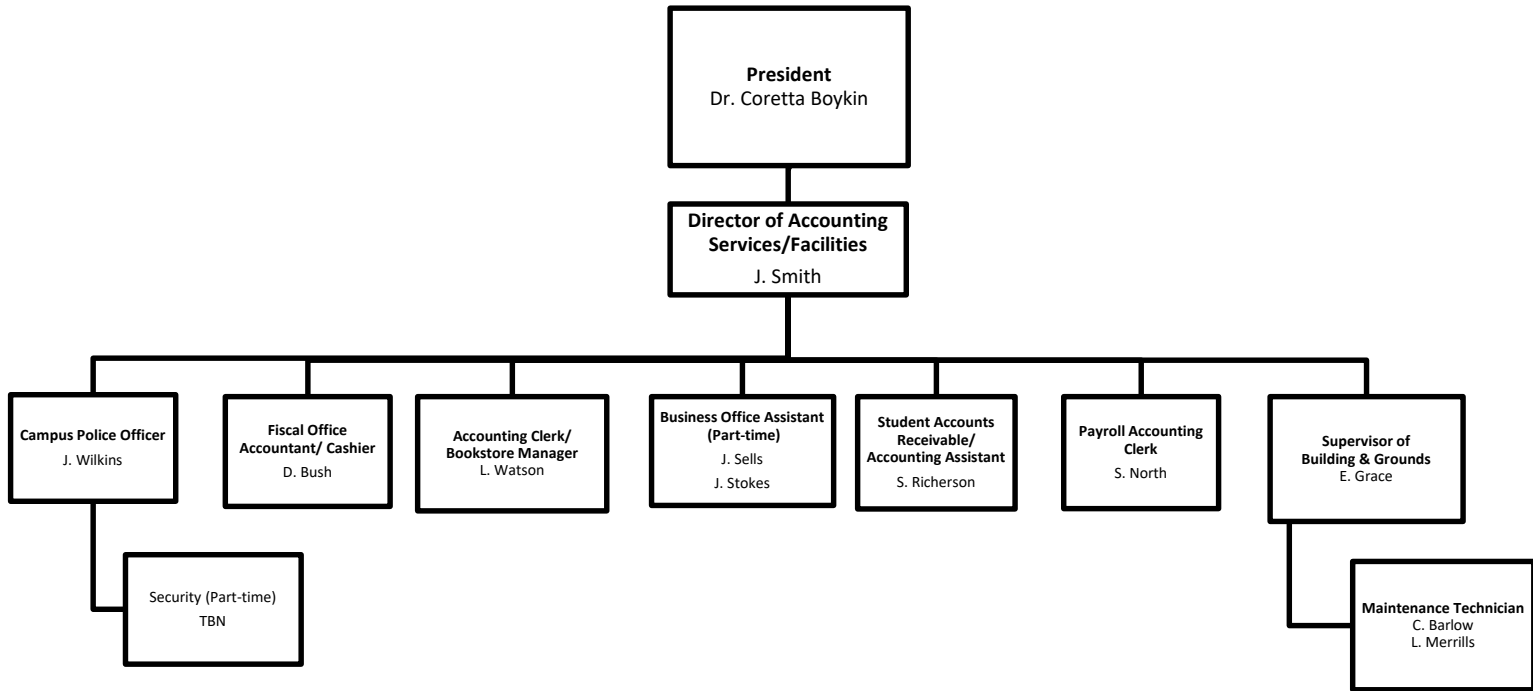 President
Dr. Coretta Boykin
Director of Accounting
Services/Facilities
J. Smith
Campus Police Officer
J. Wilkins
Fiscal Office
Accountant/ Cashier
D. Bush
Accounting Clerk/
Bookstore Manager
L. Watson
Business Office Assistant
(Part-time)
J. Sells
J. Stokes
Student Accounts
Receivable/
Accounting Assistant
S. Richerson
Payroll Accounting
Clerk
S. North
Supervisor of
Building & Grounds
E. Grace
Security (Part-time)
TBN
Maintenance Technician
C. Barlow
L. Merrills